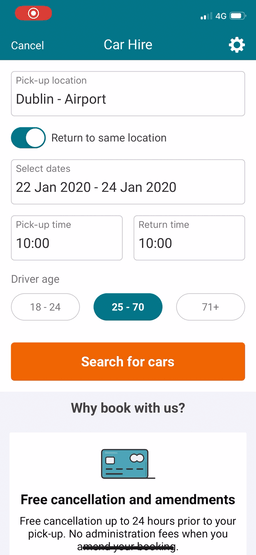 4G
Cancel
Car Hire
Pick-up location
Dublin - Airport
Return to same location
Select dates
22 Jan 2020 - 24 Jan 2020
Pick-up time
Return time
10:00
10:00
Driver age
18 - 24
25 - 70
71+
Search for cars
Why book with us?
Free cancellation and amendments
Free cancellation up to 24 hours prior to your
pick-up. No administration fees when you
amend your booking.